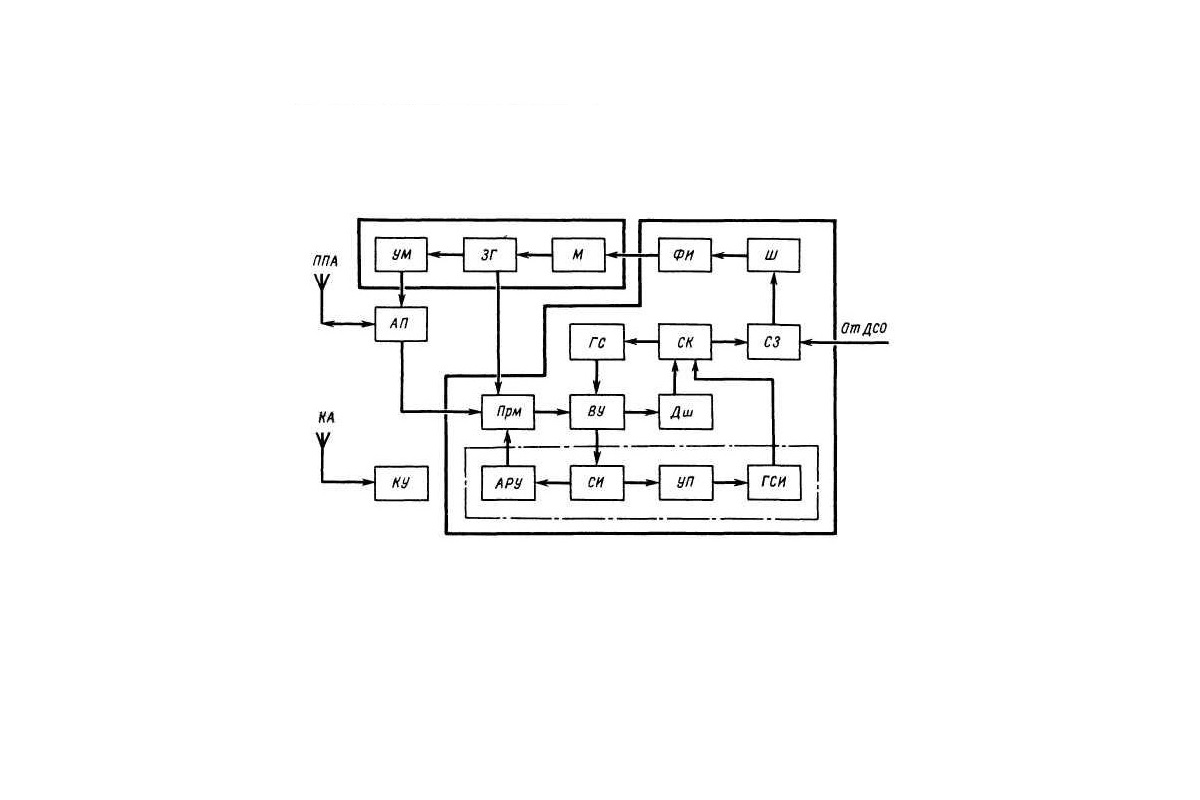 УМ ЗГ М ФИ Ш
ППА
АП
ГС СК СЗ От ДСО
Прм ВУ Дш
КА
КУ АРУ СИ УП ГСИ